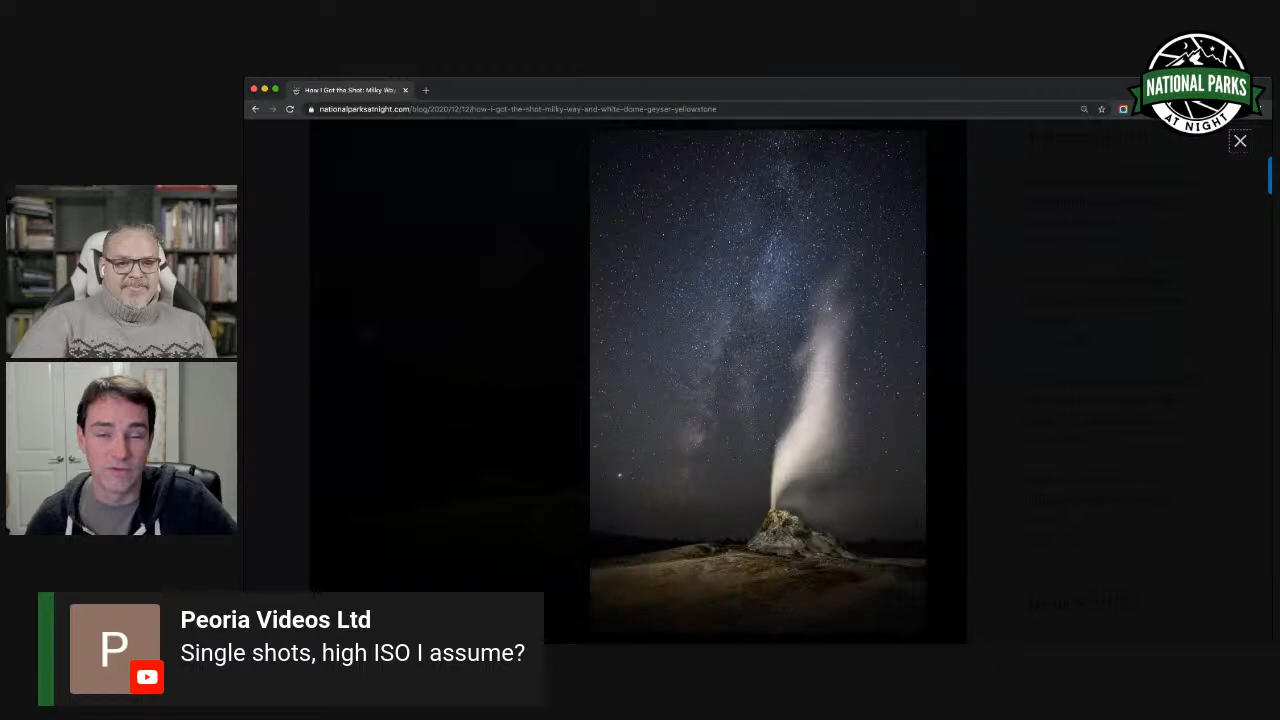 How I Got the Shot: Milky Way
nationalparksatnight.com/blog/2020/12/12/how-i-got-the-shot-milky-way-and-white-dome-geyser-yellowstone
NATIONAL PARKS
AT NIGHT
P
Peoria Videos Ltd
Single shots, high ISO I assume?